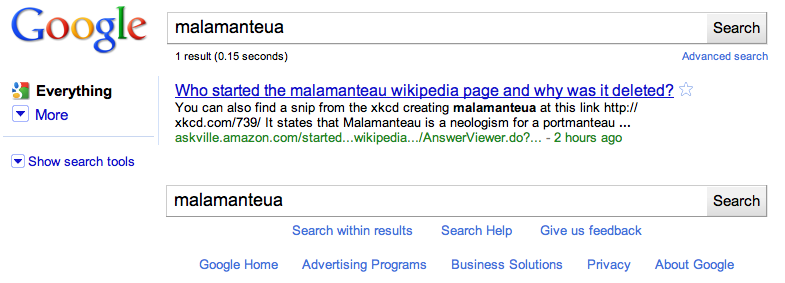 Google
malamanteua Search
1 result (0.15 seconds) Advanced search
Everything
More
Show search tools
Who started the malamanteau wikipedia page and why was it deleted?
You can also find a snip from the xkcd creating malamanteua at this link http://
xkcd.com/739/ It states that Malamanteau is a neologism for a portmanteau ...
askville.amazon.com/started...wikipedia.../AnswerViewer.do?... - 2 hours ago
malamanteua Search
Search within results Search Help Give us feedback
Google Home Advertising Programs Business Solutions Privacy About Google